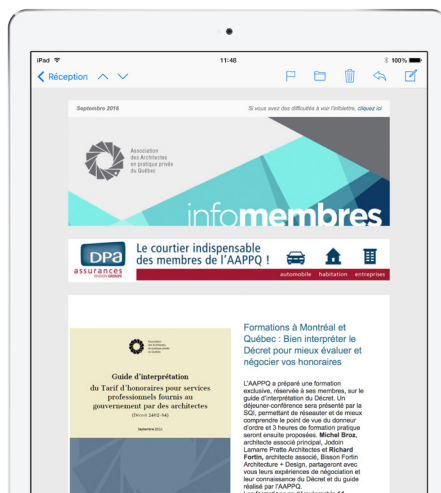 iPad
11:48
100%
Réception
Septembre 2016
Si vous avez des difficultés à voir l'infolettre, cliquez ici
Association
des Architectes
en pratique privée
du Québec
infomembres
DPA
assurances
Le courtier indispensable
des membres de l'AAPPQ !
automobile habitation entreprises
Association
des Architectes
en pratique privée
du Québec
Guide d'interprétation
du Tarif d'honoraires pour services
professionnels fournis au
gouvernement par des architectes
(Décret 2402-84)
Septembre 2015
Formations à Montréal et
Québec : Bien interpréter le
Décret pour mieux évaluer et
négocier vos honoraires
L'AAPPQ a préparé une formation
exclusive, réservée à ses membres, sur le
guide d'interprétation du Décret. Un
déjeuner-conférence sera présenté par la
SQI, permettant de réseauter et de mieux
comprendre le point de vue du donneur
d'ordre et 3 heures de formation pratique
seront ensuite proposées. Michel Broz,
architecte associé principal, Jodoin
Lamarre Pratte Architectes et Richard
Fortin, architecte associé, Bisson Fortin
Architecture + Design, partageront avec
vous leurs expériences de négociation et
leur connaissance du Décret et du guide
réalisé par l'AAPPQ.